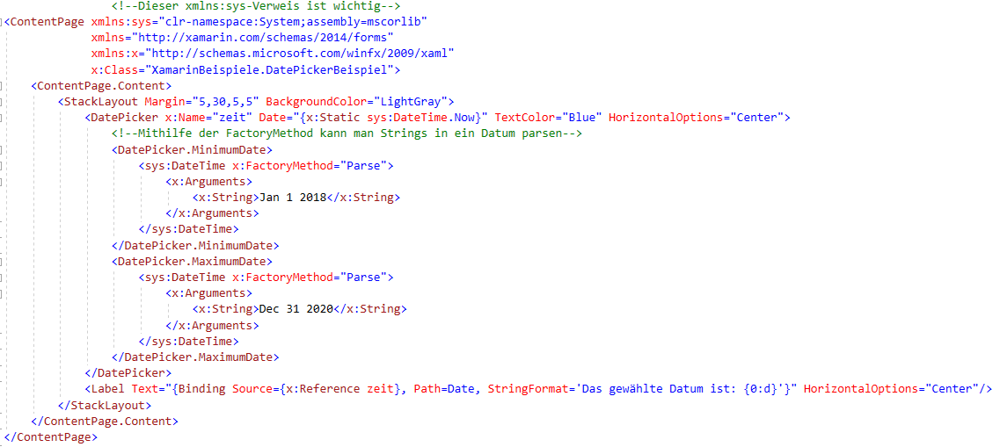 <!--Dieser xmlns:sys-Verweis ist wichtig-->
<ContentPage xmlns:sys="clr-namespace:System;assembly=mscorlib"
xmlns="http://xamarin.com/schemas/2014/forms"
xmlns:x="http://schemas.microsoft.com/winfx/2009/xaml"
x:Class="XamarinBeispiele.DatePickerBeispiel">
<ContentPage.Content>
<StackLayout Margin="5,30,5,5" BackgroundColor="LightGray">
<DatePicker x:Name="zeit" Date="{x:Static sys:DateTime.Now}" TextColor="Blue" HorizontalOptions="Center">
<!--Mithilfe der FactoryMethod kann man Strings in ein Datum parsen-->
<DatePicker.MinimumDate>
<sys:DateTime x:FactoryMethod="Parse">
<x:Arguments>
<x:String>Jan 1 2018</x:String>
</x:Arguments>
</sys:DateTime>
</DatePicker.MinimumDate>
<DatePicker.MaximumDate>
<sys:DateTime x:FactoryMethod="Parse">
<x:Arguments>
<x:String>Dec 31 2020</x:String>
</x:Arguments>
</sys:DateTime>
</DatePicker.MaximumDate>
</DatePicker>
<Label Text="{Binding Source={x:Reference zeit}, Path=Date, StringFormat='Das gewählte Datum ist: {0:d}'}" HorizontalOptions="Center"/>
</StackLayout>
</ContentPage.Content>
</ContentPage>